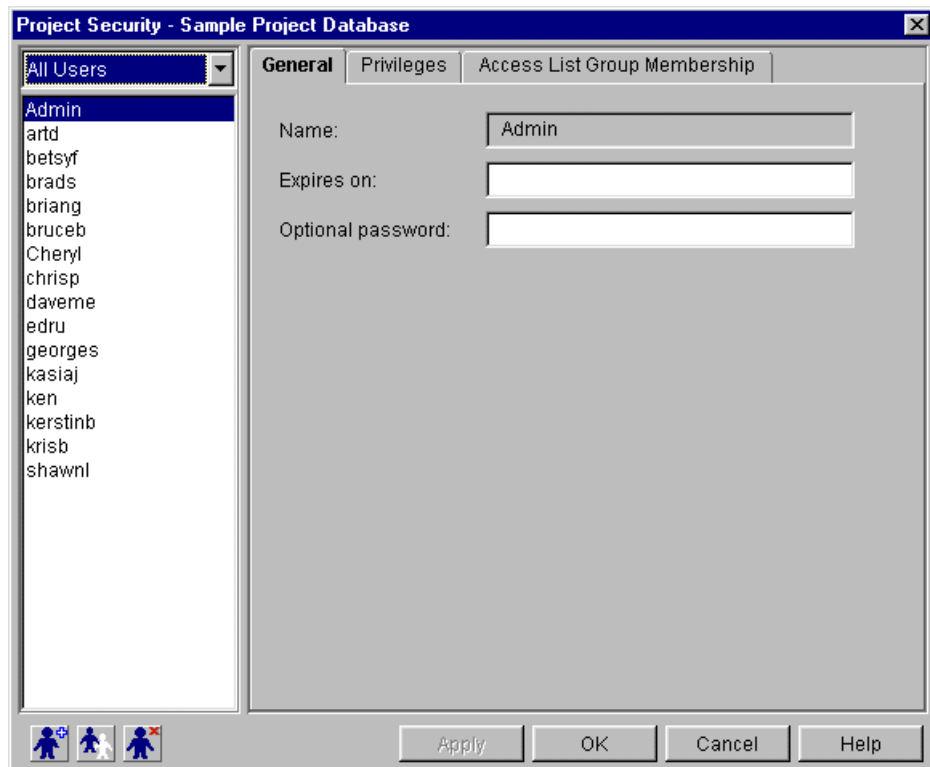 Project Security - Sample Project Database
All Users
Admin
artd
betsyf
brads
briang
bruceb
Cheryl
chrisp
daveme
edru
georges
kasiaj
ken
kerstinb
krisb
shawnl
General Privileges Access List Group Membership
Name: Admin
Expires on:
Optional password:
Apply OK Cancel Help